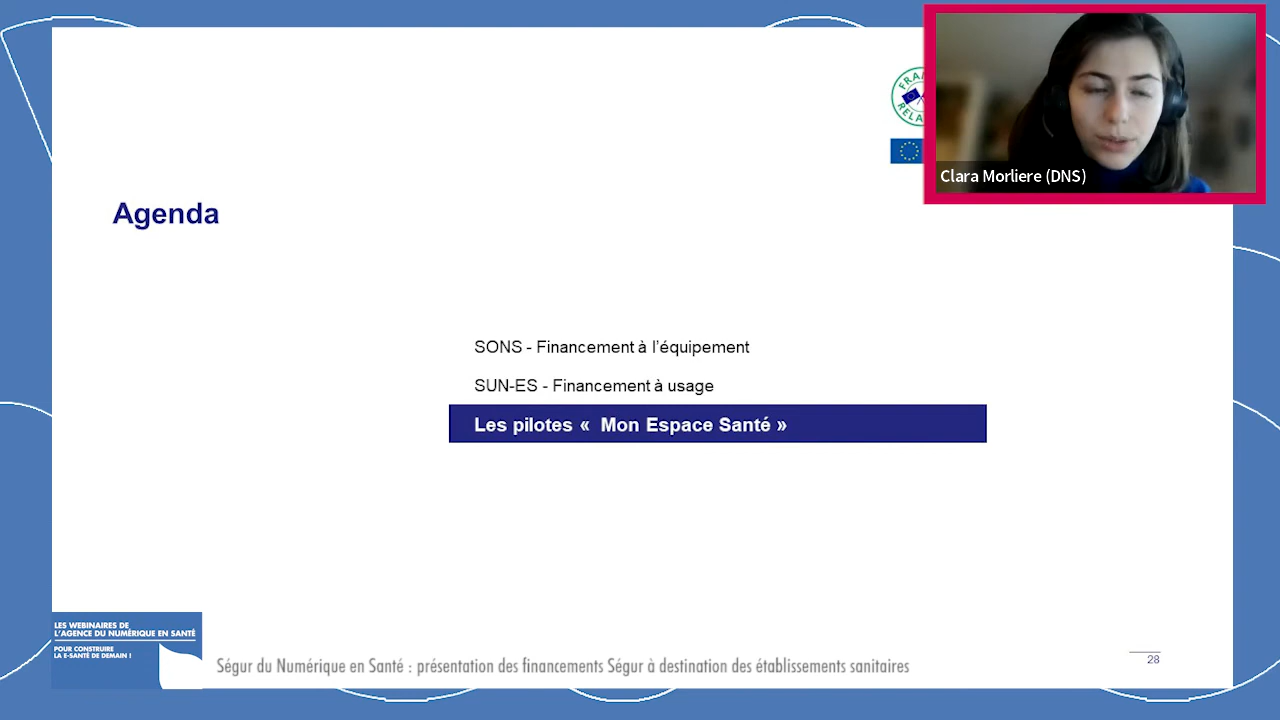 Clara Morliere (DNS)
Agenda
SONS - Financement à l'équipement
SUN-ES - Financement à usage
Les pilotes «  Mon Espace Santé »
LES WEBINAIRES DE
L'AGENCE DU NUMÉRIQUE EN SANTÉ
POUR CONSTRUIRE
LA E-SANTÉ DE DEMAIN !
Ségur du Numérique en Santé : présentation des financements Ségur à destination des établissements sanitaires
28